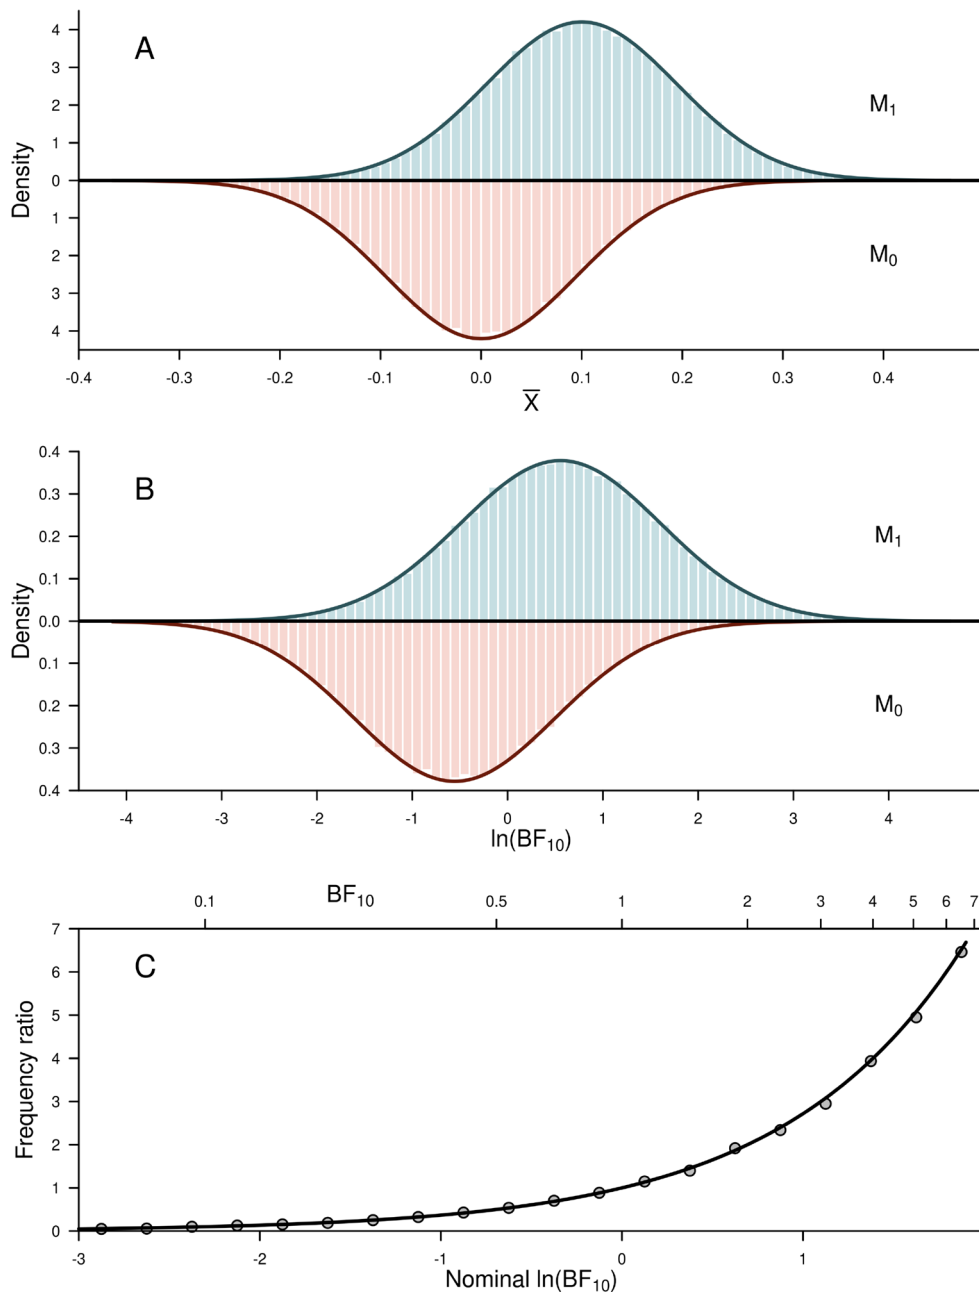 A
4
3
2
1
0
1
2
3
4
Density
M1
M0
-0.4 -0.3 -0.2 -0.1 0.0 0.1 0.2 0.3 0.4
X̅
B
0.4
0.3
0.2
0.1
0.0
0.1
0.2
0.3
0.4
Density
M1
M0
-4 -3 -2 -1 0 1 2 3 4
ln(BF10)
BF10
0.1 0.5 1 2 3 4 5 6 7
C
7
6
5
4
3
2
1
0
Frequency ratio
-3 -2 -1 0 1
Nominal ln(BF10)